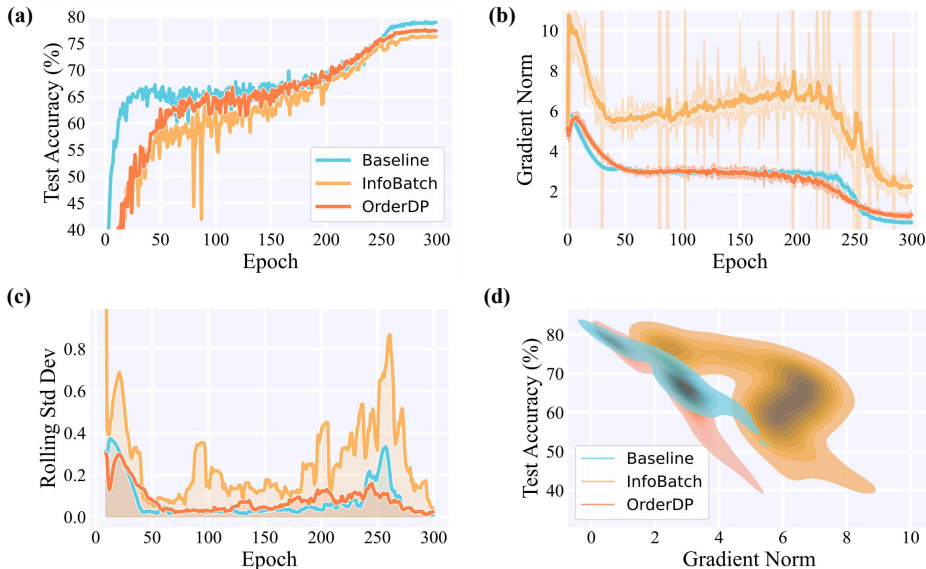 (a)
Test Accuracy (%)
80
75
70
65
60
55
50
45
40
0 50 100 150 200 250 300
Epoch
Baseline
InfoBatch
OrderDP
(b)
Gradient Norm
10
8
6
4
2
0 50 100 150 200 250 300
Epoch
(c)
Rolling Std Dev
0.8
0.6
0.4
0.2
0.0
0 50 100 150 200 250 300
Epoch
(d)
Test Accuracy (%)
80
70
60
50
40
0 2 4 6 8 10
Gradient Norm
Baseline
InfoBatch
OrderDP